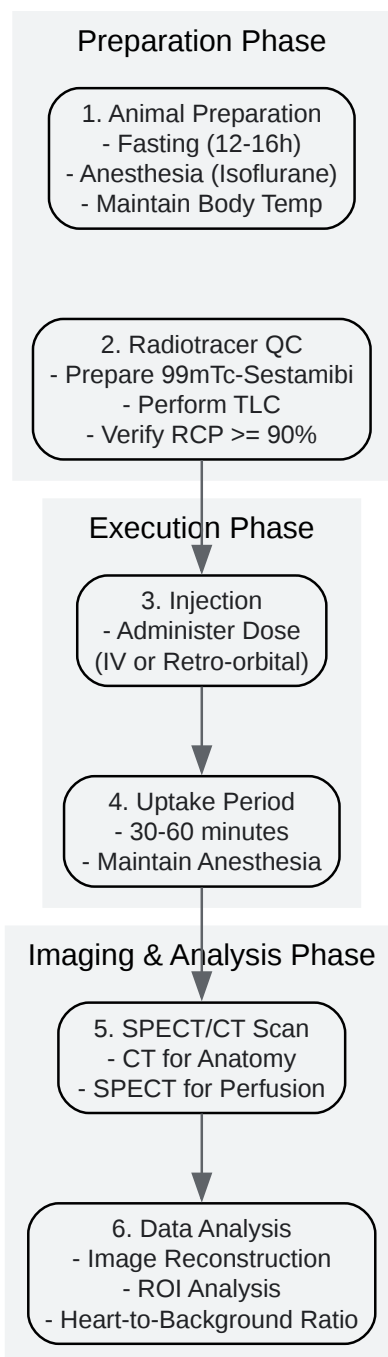 Preparation Phase
1. Animal Preparation
- Fasting (12-16h)
- Anesthesia (Isoflurane)
- Maintain Body Temp
2. Radiotracer QC
- Prepare 99mTc-Sestamibi
- Perform TLC
- Verify RCP >= 90%
Execution Phase
3. Injection
- Administer Dose
(IV or Retro-orbital)
4. Uptake Period
- 30-60 minutes
- Maintain Anesthesia
Imaging & Analysis Phase
5. SPECT/CT Scan
- CT for Anatomy
- SPECT for Perfusion
6. Data Analysis
- Image Reconstruction
- ROI Analysis
- Heart-to-Background Ratio